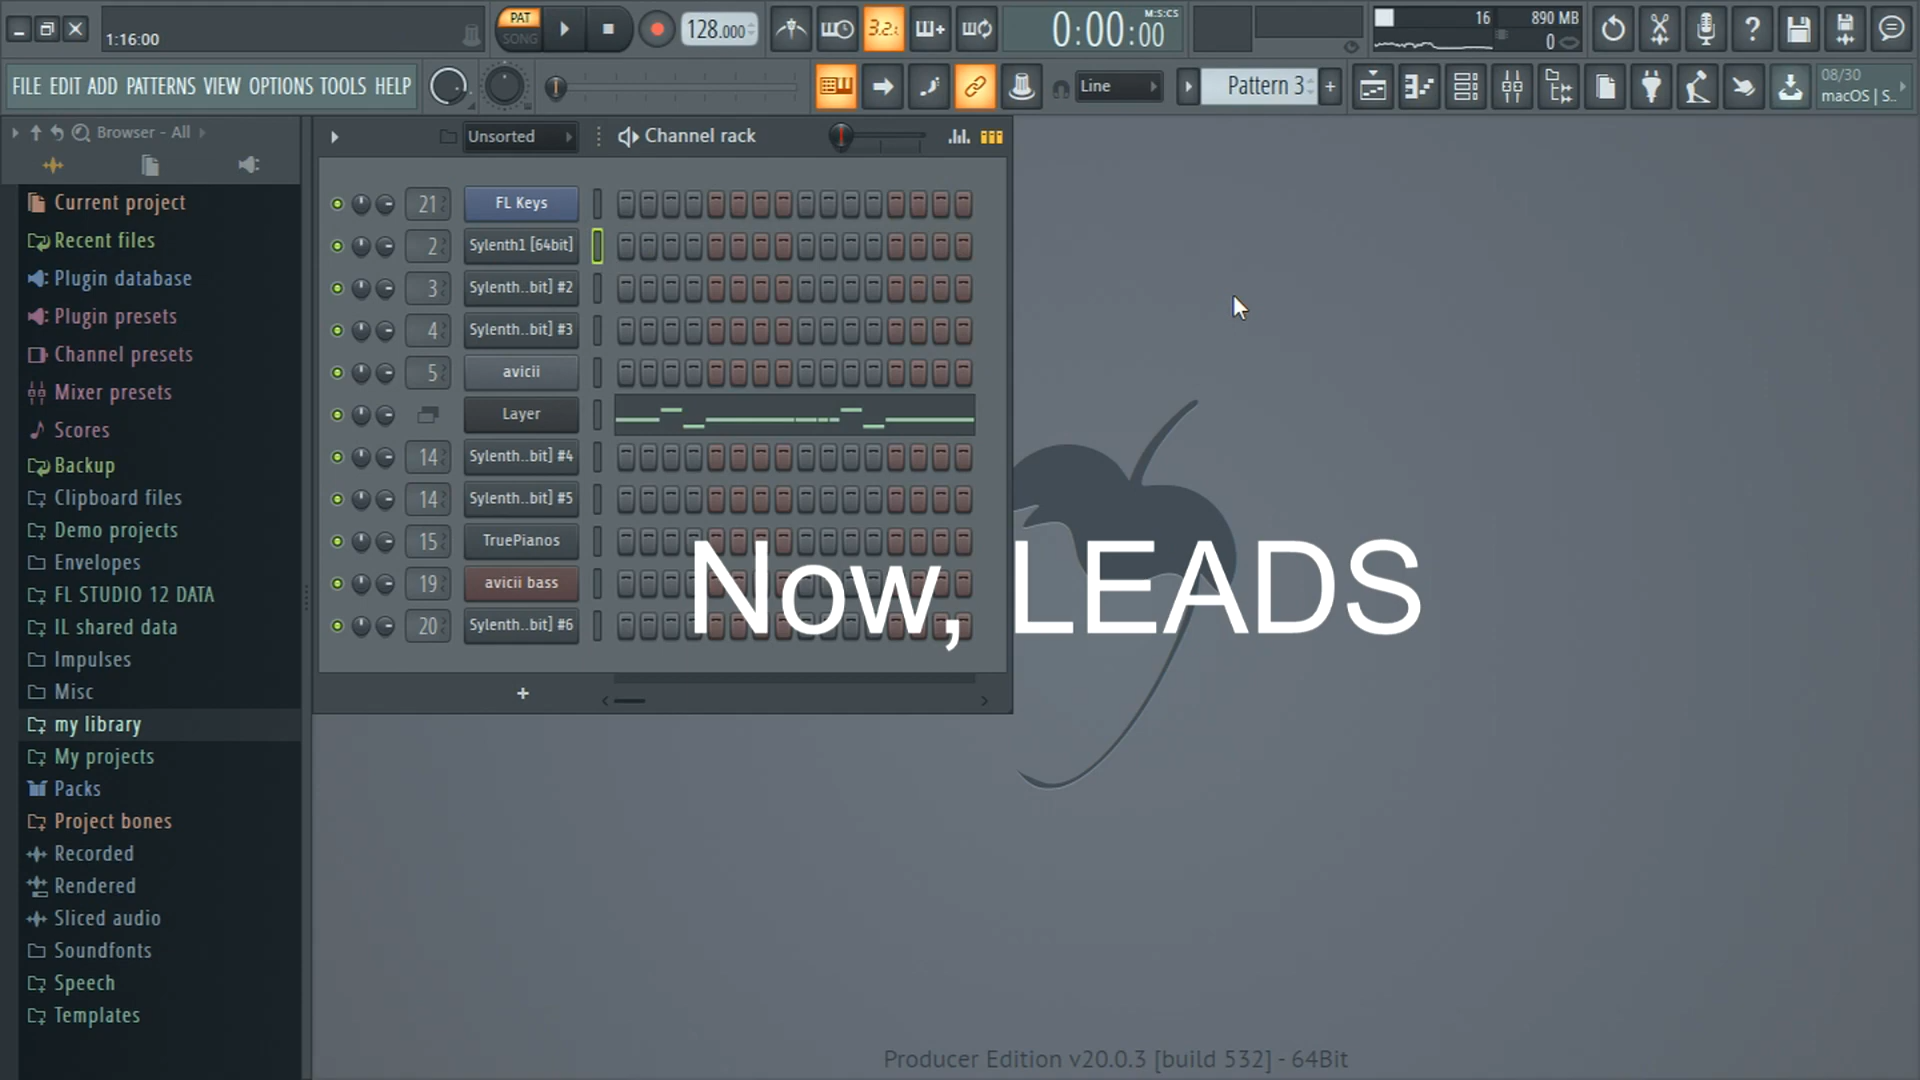 1:16:00
PAT
SONG
128.000
3.2:
0:00:00
M:S:CS
16
890 MB
0
FILE EDIT ADD PATTERNS VIEW OPTIONS TOOLS HELP
Line
Pattern 3
+
08/30
macOS | S..
Browser - All
Unsorted
Channel rack
Current project
Recent files
Plugin database
Plugin presets
Channel presets
Mixer presets
Scores
Backup
Clipboard files
Demo projects
Envelopes
FL STUDIO 12 DATA
IL shared data
Impulses
Misc
my library
My projects
Packs
Project bones
Recorded
Rendered
Sliced audio
Soundfonts
Speech
Templates
21 FL Keys
2 Sylenth1 [64bit]
3 Sylenth..bit] #2
4 Sylenth..bit] #3
5 avicii
Layer
14 Sylenth..bit] #4
14 Sylenth..bit] #5
15 TruePianos
19 avicii bass
20 Sylenth..bit] #6
+
Now, LEADS
Producer Edition v20.0.3 [build 532] - 64Bit